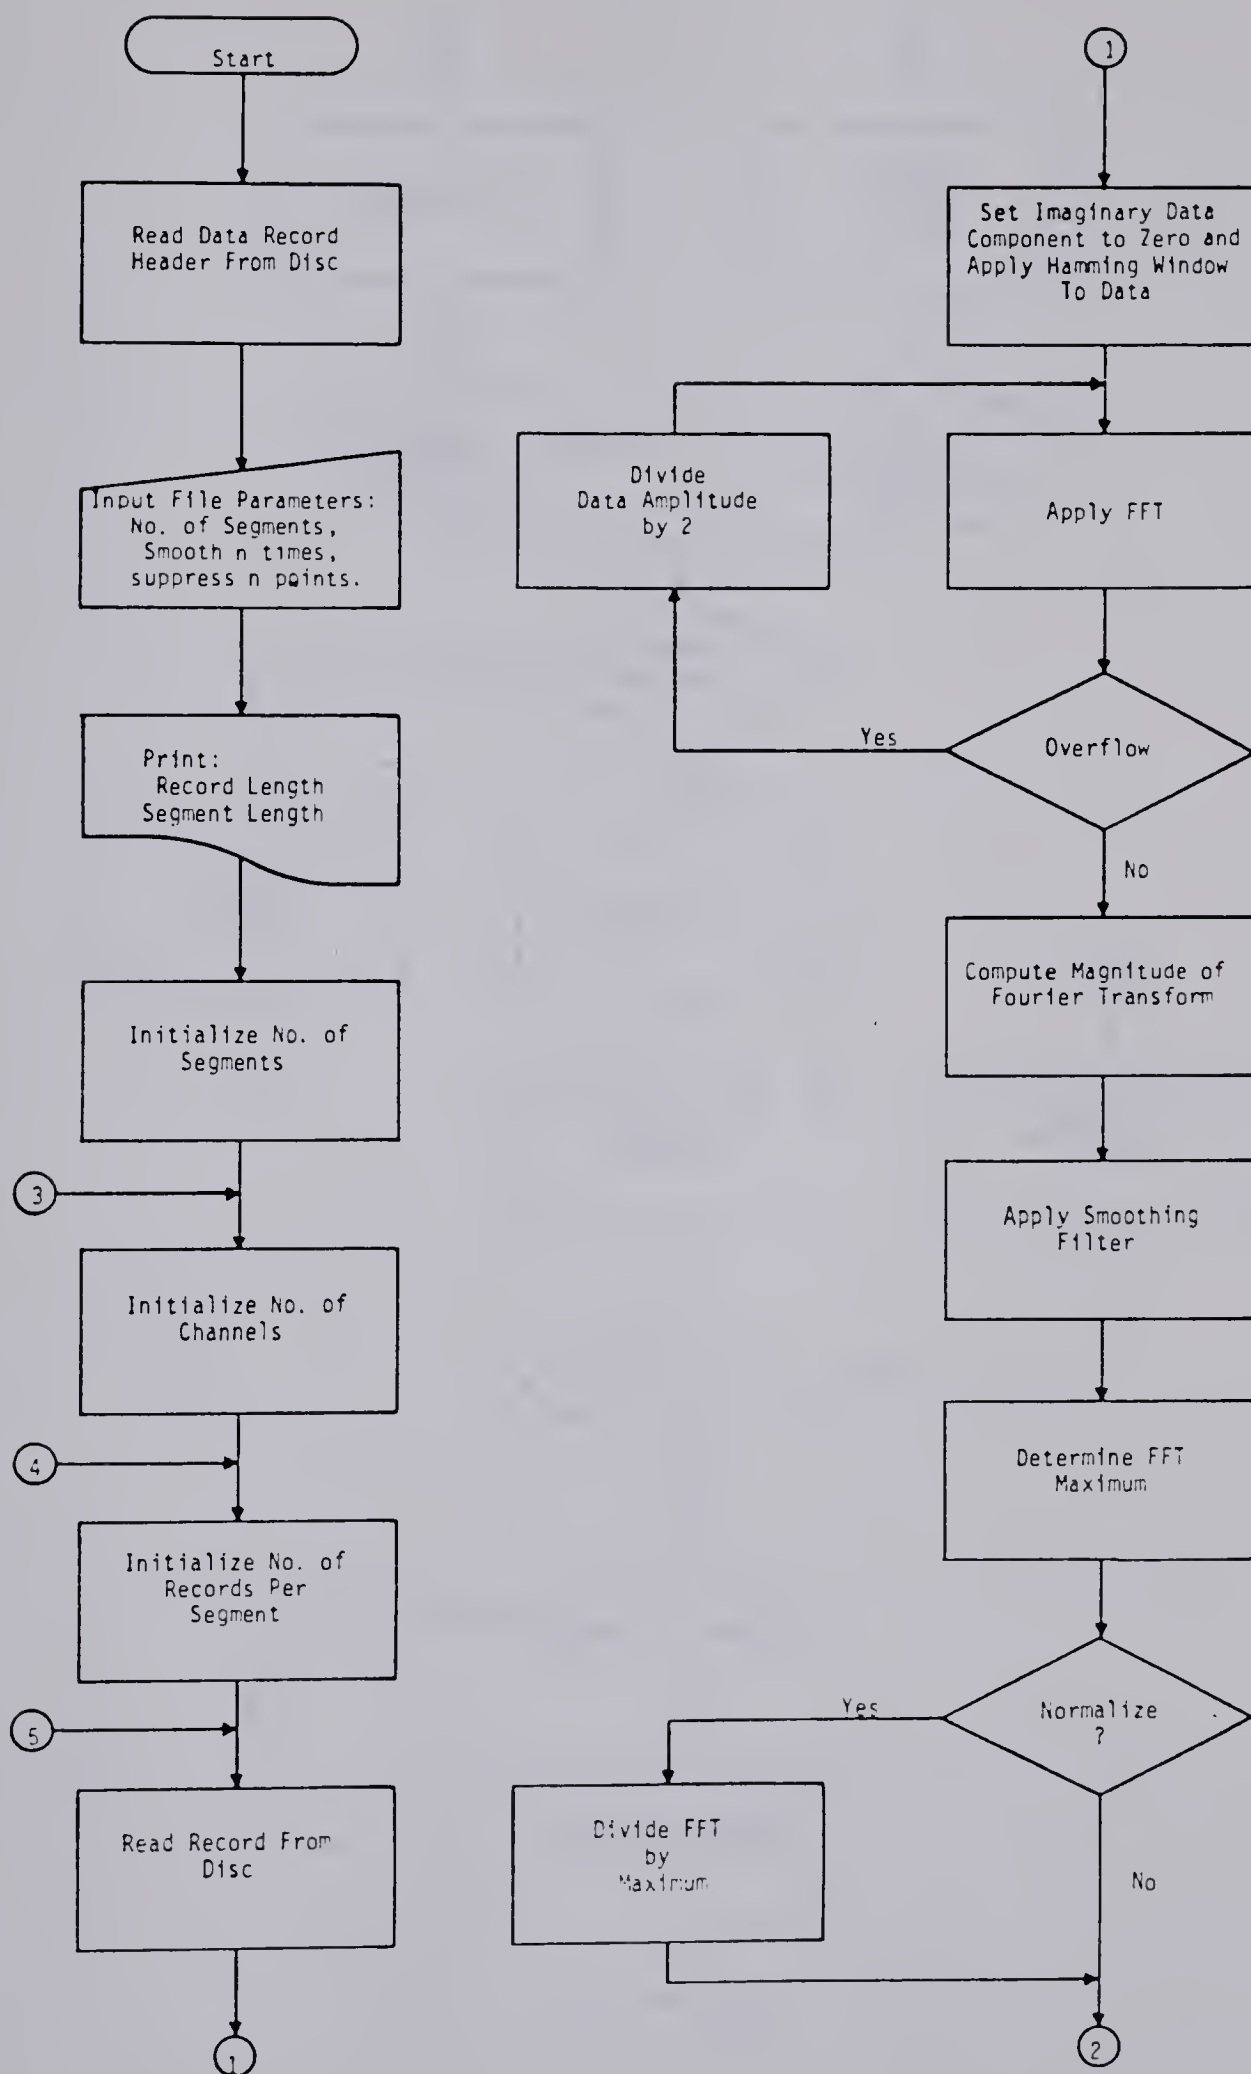 Start
Read Data Record
Header From Disc
Input File Parameters:
No. of Segments,
Smooth n times,
suppress n points.
Print:
Record Length
Segment Length
Initialize No. of
Segments
3
Initialize No. of
Channels
4
Initialize No. of
Records Per
Segment
5
Read Record From
Disc
1
1
Set Imaginary Data
Component to Zero and
Apply Hamming Window
To Data
Divide
Data Amplitude
by 2
Apply FFT
Yes
Overflow
No
Compute Magnitude of
Fourier Transform
Apply Smoothing
Filter
Determine FFT
Maximum
Yes
Normalize
?
Divide FFT
by
Maximum
No
2